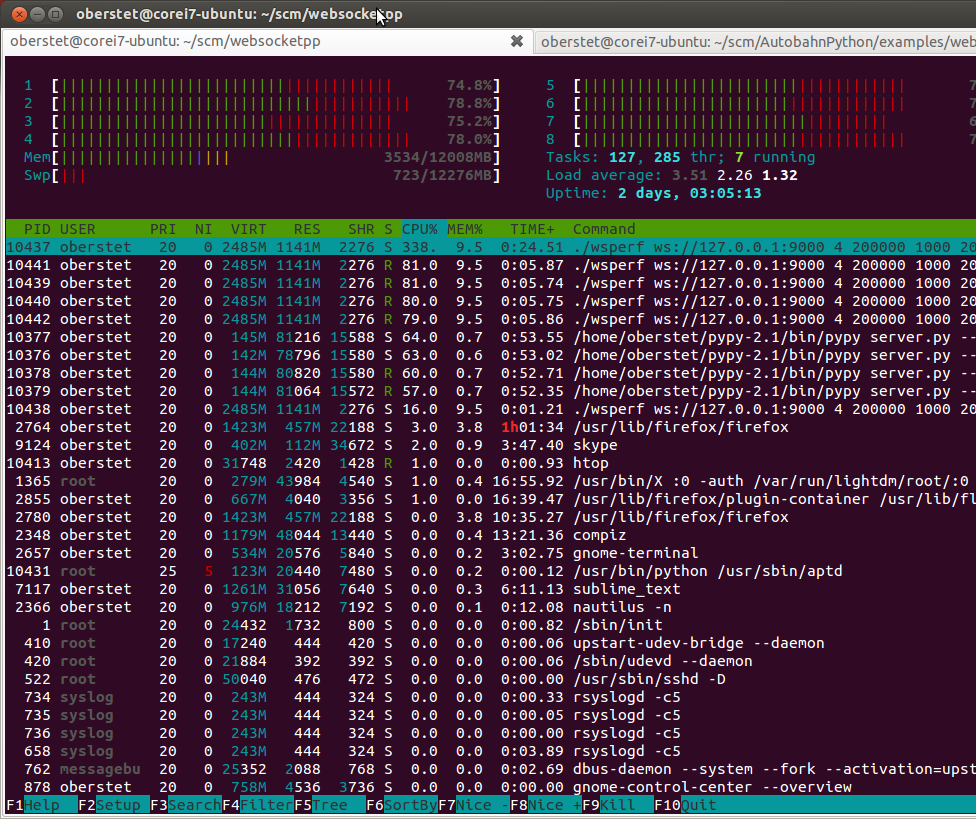 oberstet@corei7-ubuntu: ~/scm/websocketpp
oberstet@corei7-ubuntu: ~/scm/websocketpp oberstet@corei7-ubuntu: ~/scm/AutobahnPython/examples/web
1 [ 74.8%] 5 [ 7
2 [ 78.8%] 6 [ 7
3 [ 75.2%] 7 [ 6
4 [ 78.0%] 8 [ 7
Mem[ 3534/12008MB] Tasks: 127, 285 thr; 7 running
Swp[ 723/12276MB] Load average: 3.51 2.26 1.32
Uptime: 2 days, 03:05:13
PID USER PRI NI VIRT RES SHR S CPU% MEM% TIME+ Command
10437 oberstet 20 0 2485M 1141M 2276 S 338. 9.5 0:24.51 ./wsperf ws://127.0.0.1:9000 4 200000 1000 20
10441 oberstet 20 0 2485M 1141M 2276 R 81.0 9.5 0:05.87 ./wsperf ws://127.0.0.1:9000 4 200000 1000 20
10439 oberstet 20 0 2485M 1141M 2276 R 81.0 9.5 0:05.74 ./wsperf ws://127.0.0.1:9000 4 200000 1000 20
10440 oberstet 20 0 2485M 1141M 2276 R 80.0 9.5 0:05.75 ./wsperf ws://127.0.0.1:9000 4 200000 1000 20
10442 oberstet 20 0 2485M 1141M 2276 R 79.0 9.5 0:05.86 ./wsperf ws://127.0.0.1:9000 4 200000 1000 20
10377 oberstet 20 0 145M 81216 15588 S 64.0 0.7 0:53.55 /home/oberstet/pypy-2.1/bin/pypy server.py --
10376 oberstet 20 0 142M 78796 15580 S 63.0 0.6 0:53.02 /home/oberstet/pypy-2.1/bin/pypy server.py --
10378 oberstet 20 0 144M 80820 15580 R 60.0 0.7 0:52.71 /home/oberstet/pypy-2.1/bin/pypy server.py --
10379 oberstet 20 0 144M 81064 15572 R 57.0 0.7 0:52.35 /home/oberstet/pypy-2.1/bin/pypy server.py --
10438 oberstet 20 0 2485M 1141M 2276 S 16.0 9.5 0:01.21 ./wsperf ws://127.0.0.1:9000 4 200000 1000 20
2764 oberstet 20 0 1423M 457M 22188 S 3.0 3.8 1h01:34 /usr/lib/firefox/firefox
9124 oberstet 20 0 402M 112M 34672 S 2.0 0.9 3:47.40 skype
10413 oberstet 20 0 31748 2420 1428 R 1.0 0.0 0:00.93 htop
1365 root 20 0 279M 43984 4540 S 1.0 0.4 16:55.92 /usr/bin/X :0 -auth /var/run/lightdm/root/:0
2855 oberstet 20 0 667M 4040 3356 S 1.0 0.0 16:39.47 /usr/lib/firefox/plugin-container /usr/lib/fl
2780 oberstet 20 0 1423M 457M 22188 S 0.0 3.8 10:35.27 /usr/lib/firefox/firefox
2348 oberstet 20 0 1179M 48044 13440 S 0.0 0.4 13:21.36 compiz
2657 oberstet 20 0 534M 20576 5840 S 0.0 0.2 3:02.75 gnome-terminal
10431 root 25 5 123M 20440 7480 S 0.0 0.2 0:00.12 /usr/bin/python /usr/sbin/aptd
7117 oberstet 20 0 1261M 31056 7640 S 0.0 0.3 6:11.13 sublime_text
2366 oberstet 20 0 976M 18212 7192 S 0.0 0.1 0:12.08 nautilus -n
1 root 20 0 24432 1732 800 S 0.0 0.0 0:00.82 /sbin/init
410 root 20 0 17240 444 420 S 0.0 0.0 0:00.06 upstart-udev-bridge --daemon
420 root 20 0 21884 392 392 S 0.0 0.0 0:00.06 /sbin/udevd --daemon
522 root 20 0 50040 476 472 S 0.0 0.0 0:00.00 /usr/sbin/sshd -D
734 syslog 20 0 243M 444 324 S 0.0 0.0 0:00.33 rsyslogd -c5
735 syslog 20 0 243M 444 324 S 0.0 0.0 0:00.05 rsyslogd -c5
736 syslog 20 0 243M 444 324 S 0.0 0.0 0:00.00 rsyslogd -c5
658 syslog 20 0 243M 444 324 S 0.0 0.0 0:03.89 rsyslogd -c5
762 messagebu 20 0 25352 2088 768 S 0.0 0.0 0:02.69 dbus-daemon --system --fork --activation=upst
878 oberstet 20 0 758M 4536 3736 S 0.0 0.0 0:00.00 gnome-control-center --overview
F1Help F2Setup F3SearchF4FilterF5Tree F6SortByF7Nice -F8Nice +F9Kill F10Quit